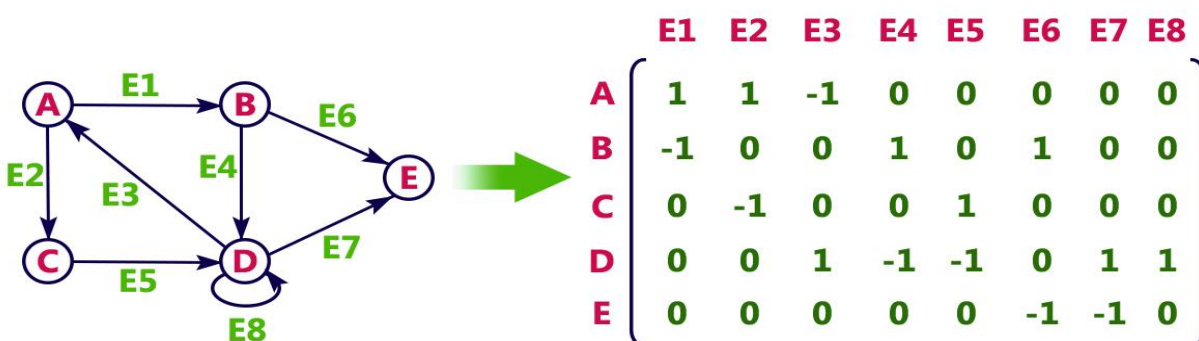 E1
A
B
E6
E2
E3
E4
E
E7
C
D
E5
E8
E1 E2 E3 E4 E5 E6 E7 E8
A 1 1 -1 0 0 0 0 0
B -1 0 0 1 0 1 0 0
C 0 -1 0 0 1 0 0 0
D 0 0 1 -1 -1 0 1 1
E 0 0 0 0 0 -1 -1 0